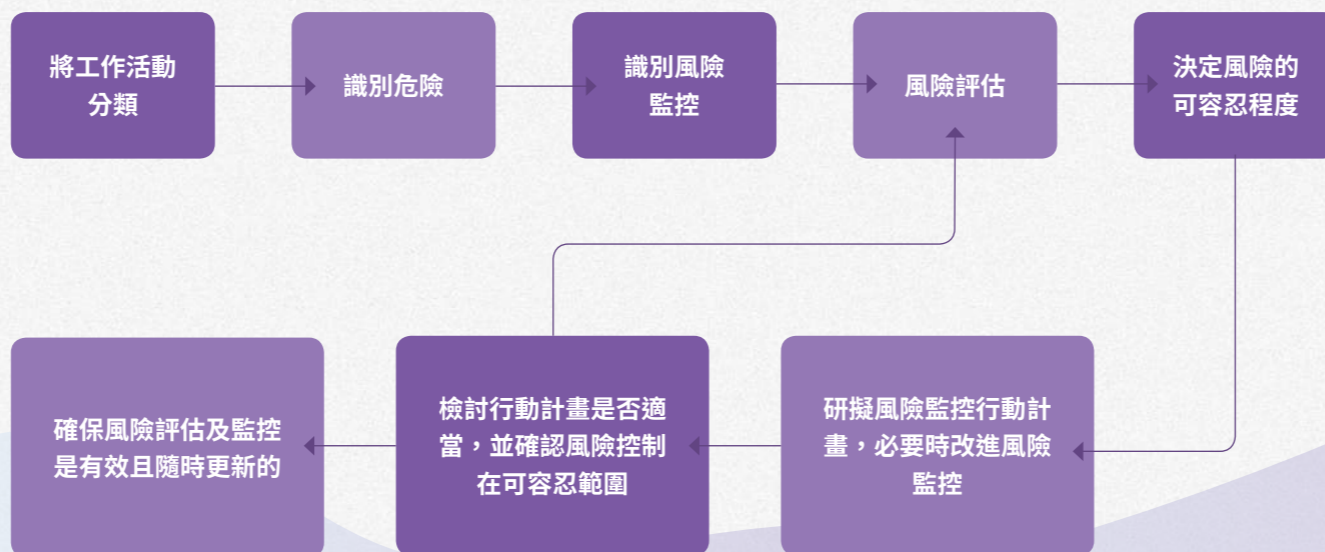 將工作活動
分類
識別危險
識別風險
監控
風險評估
決定風險的
可容忍程度
確保風險評估及監控
是有效且隨時更新的
檢討行動計畫是否適
當，並確認風險控制
在可容忍範圍
研擬風險監控行動計
畫，必要時改進風險
監控